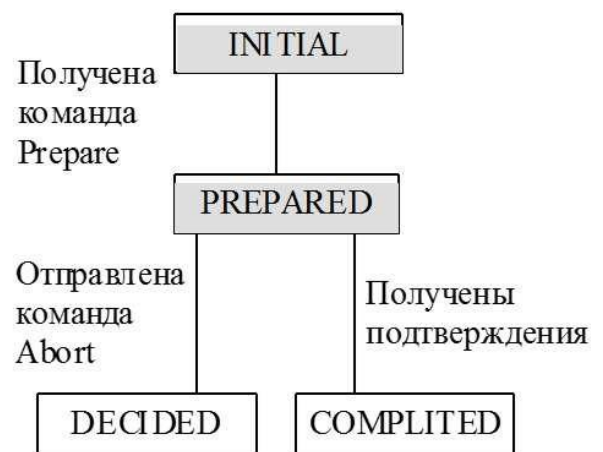 INITIAL
Получена
команда
Prepare
PREPARED
Отправлена
команда
Abort
Получены
подтверждения
DECIDED
COMPLITED